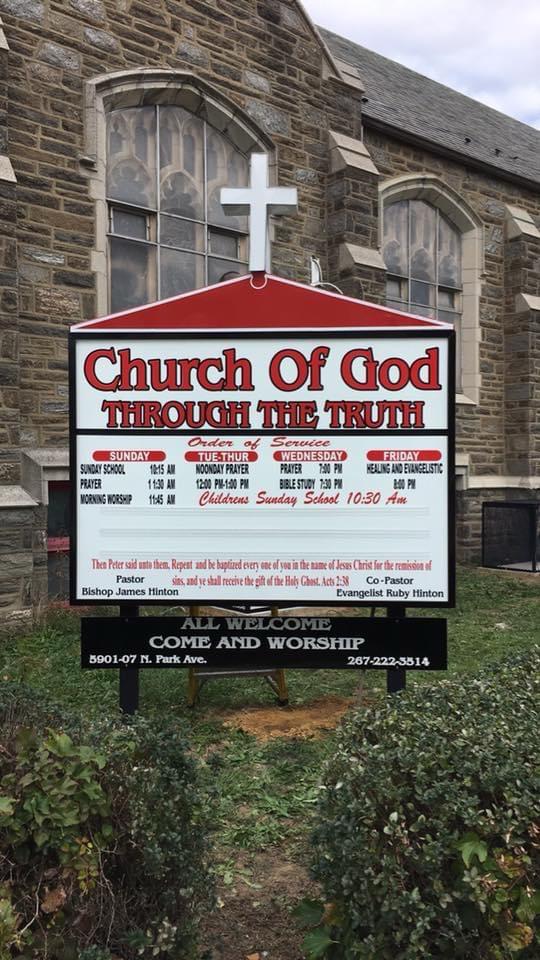 Church Of God
THROUGH THE TRUTH
Order of Service
SUNDAY TUE-THUR WEDNESDAY FRIDAY
SUNDAY SCHOOL 10:15 AM NOONDAY PRAYER PRAYER 7:00 PM HEALING AND EVANGELISTIC
PRAYER 11:30 AM 12:00 PM-1:00 PM BIBLE STUDY 7:30 PM 8:00 PM
MORNING WORSHIP 11:45 AM Childrens Sunday School 10:30 Am
Then Peter said unto them, Repent and be baptized every one of you in the name of Jesus Christ for the remission of
sins, and ye shall receive the gift of the Holy Ghost. Acts 2:38
Pastor Co-Pastor
Bishop James Hinton Evangelist Ruby Hinton
ALL WELCOME
COME AND WORSHIP
5901-07 N. Park Ave. 267-222-3514